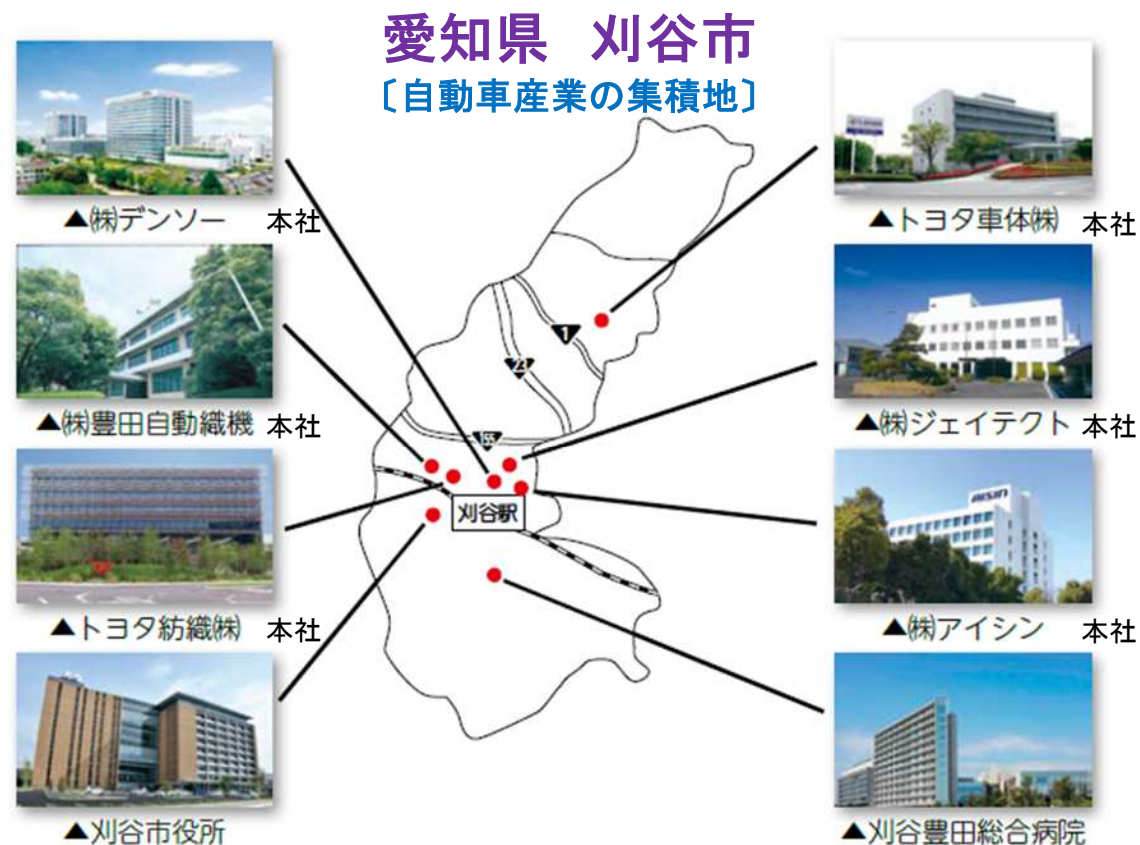 愛知県 刈谷市
〔自動車産業の集積地〕
▲㈱デンソー 本社
▲トヨタ車体㈱ 本社
▲㈱豊田自動織機 本社
▲㈱ジェイテクト 本社
▲トヨタ紡織㈱ 本社
▲㈱アイシン 本社
▲刈谷市役所
▲刈谷豊田総合病院
1
23
155
刈谷駅
AISIN